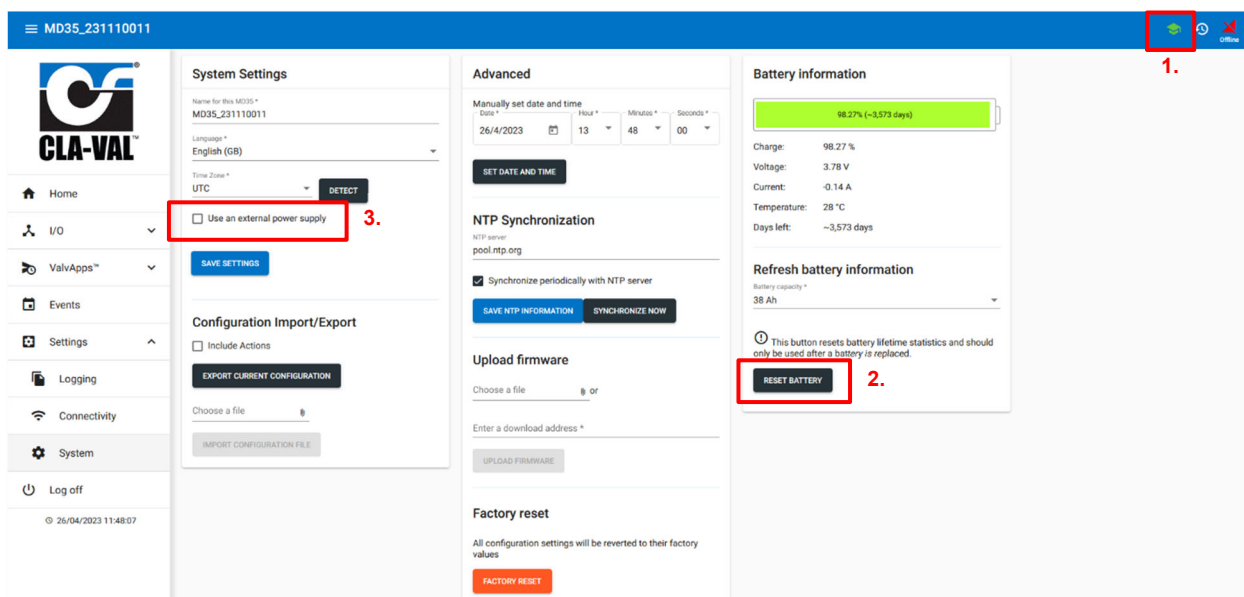 MD35_231110011
Offline
1.
CLA-VAL™
Home
I/O
ValvApps™
Events
Settings
Logging
Connectivity
System
Log off
26/04/2023 11:48:07
System Settings
Name for this MD35 *
MD35_231110011
Language *
English (GB)
Time Zone *
UTC
DETECT
Use an external power supply
3.
SAVE SETTINGS
Configuration Import/Export
Include Actions
EXPORT CURRENT CONFIGURATION
Choose a file
IMPORT CONFIGURATION FILE
Advanced
Manually set date and time
Date * Hour * Minutes * Seconds *
26/4/2023 13 48 00
SET DATE AND TIME
NTP Synchronization
NTP server
pool.ntp.org
Synchronize periodically with NTP server
SAVE NTP INFORMATION SYNCHRONIZE NOW
Upload firmware
Choose a file or
Enter a download address *
UPLOAD FIRMWARE
Factory reset
All configuration settings will be reverted to their factory
values
FACTORY RESET
Battery information
98.27% (~3,573 days)
Charge: 98.27 %
Voltage: 3.78 V
Current: -0.14 A
Temperature: 28 °C
Days left: ~3,573 days
Refresh battery information
Battery capacity *
38 Ah
This button resets battery lifetime statistics and should
only be used after a battery is replaced.
RESET BATTERY
2.